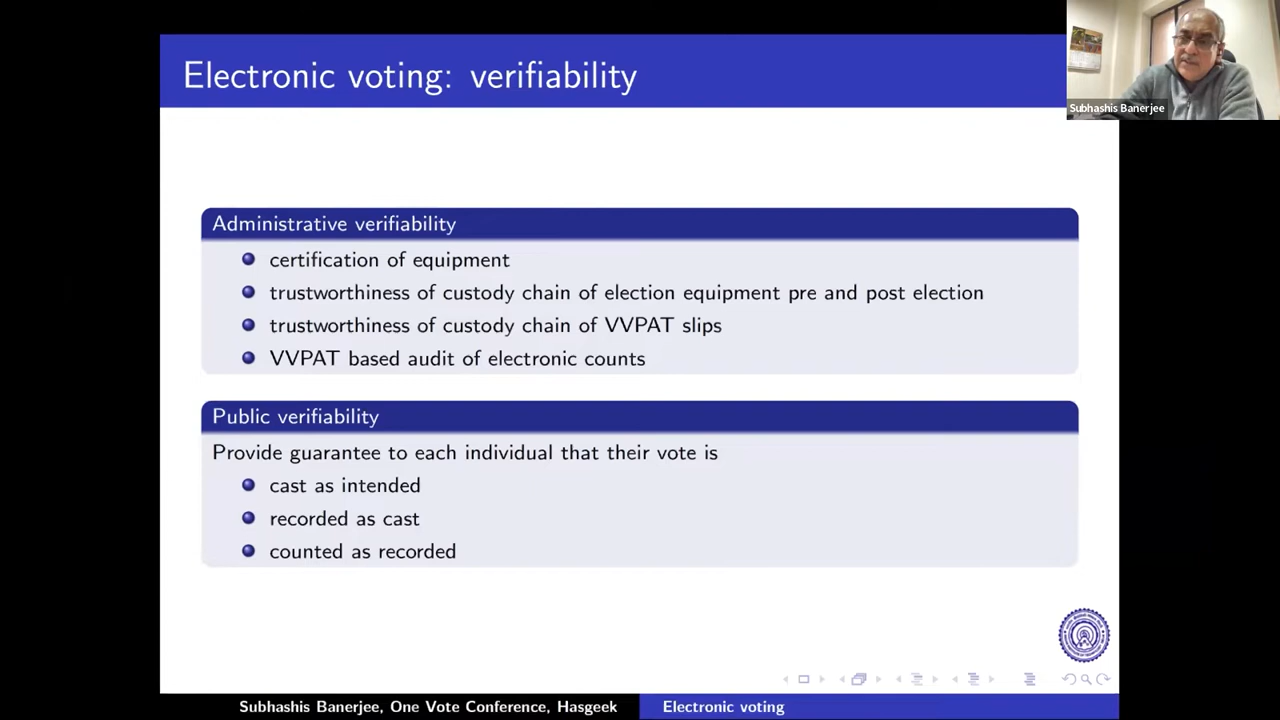 Electronic voting: verifiability
Subhashis Banerjee
Administrative verifiability
certification of equipment
trustworthiness of custody chain of election equipment pre and post election
trustworthiness of custody chain of VVPAT slips
VVPAT based audit of electronic counts
Public verifiability
Provide guarantee to each individual that their vote is
cast as intended
recorded as cast
counted as recorded
Subhashis Banerjee, One Vote Conference, Hasgeek
Electronic voting